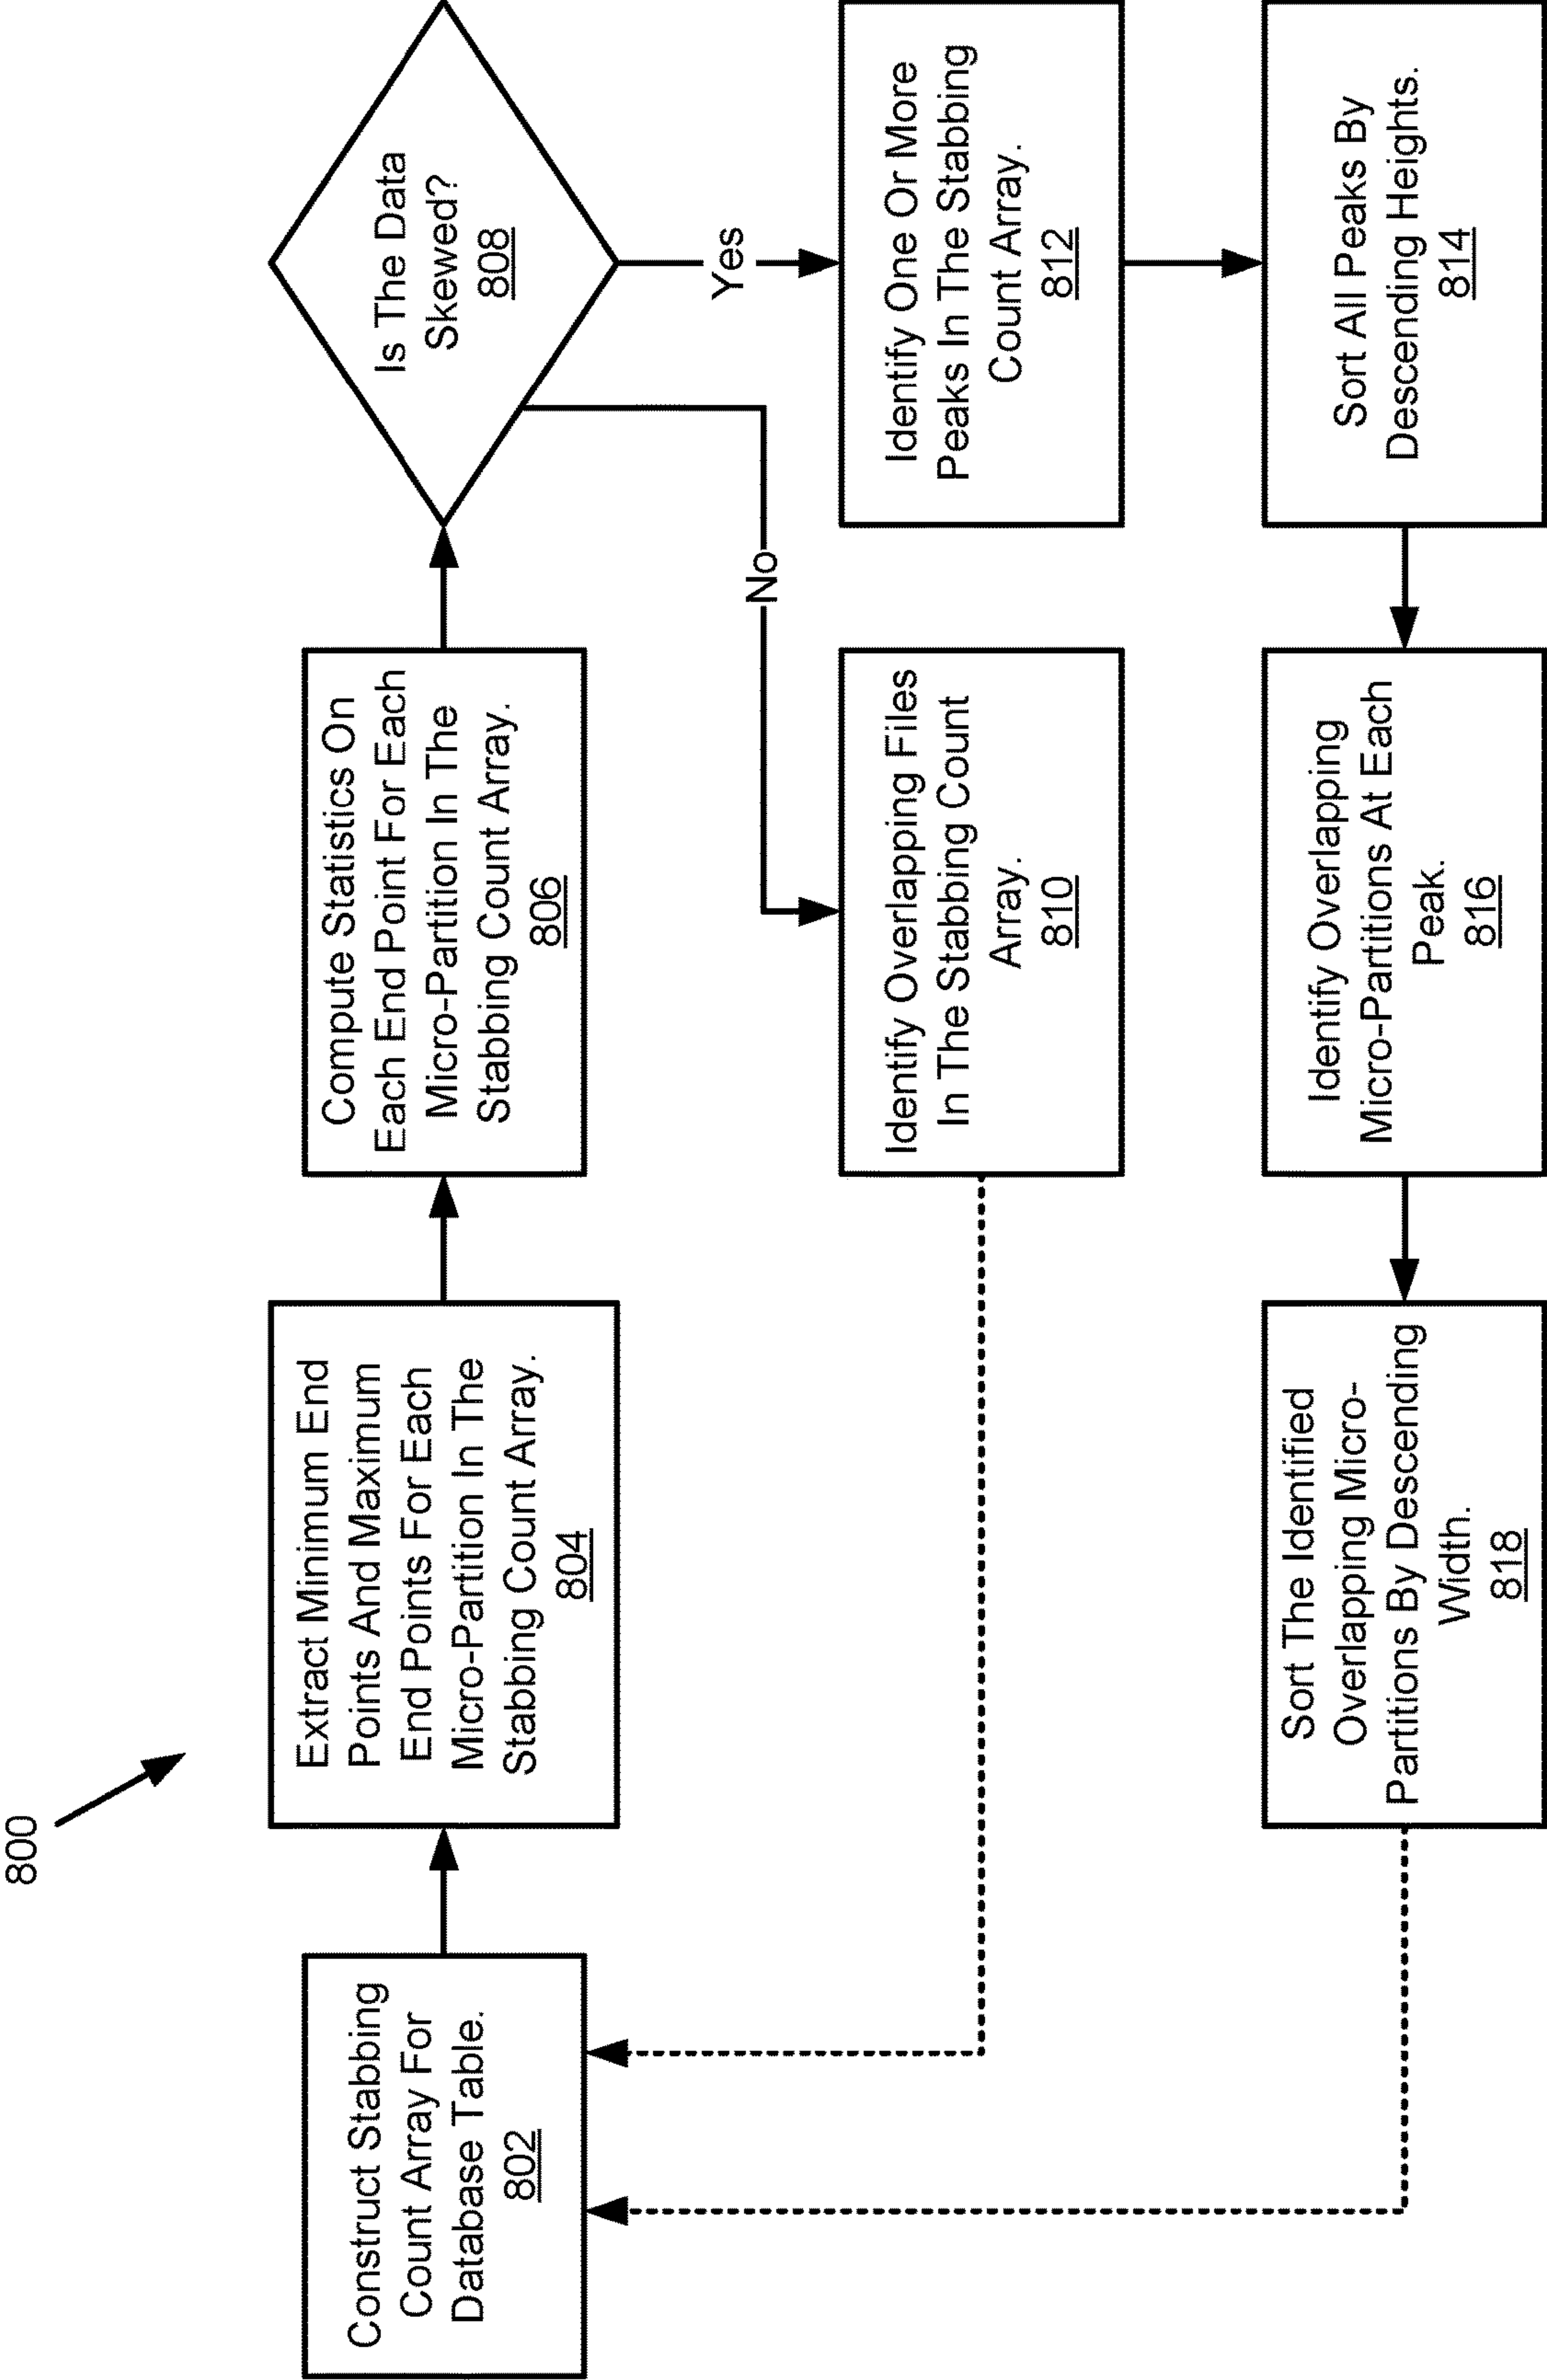 800
Construct Stabbing
Count Array For
Database Table.
802
Extract Minimum End
Points And Maximum
End Points For Each
Micro-Partition In The
Stabbing Count Array.
804
Compute Statistics On
Each End Point For Each
Micro-Partition In The
Stabbing Count Array.
806
Is The Data
Skewed?
808
No
Yes
Identify Overlapping Files
In The Stabbing Count
Array.
810
Identify One Or More
Peaks In The Stabbing
Count Array.
812
Sort All Peaks By
Descending Heights.
814
Identify Overlapping
Micro-Partitions At Each
Peak.
816
Sort The Identified
Overlapping Micro-
Partitions By Descending
Width.
818